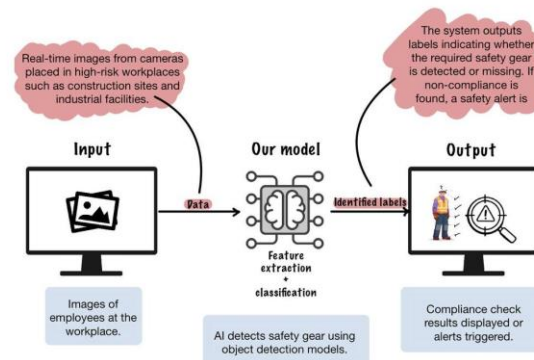 Real-time images from cameras
placed in high-risk workplaces
such as construction sites and
industrial facilities.
The system outputs
labels indicating whether
the required safety gear
is detected or missing. If
non-compliance is
found, a safety alert is
Input
Our model
Output
Data
Identified labels
Feature
extraction
+
classification
Images of
employees at the
workplace.
AI detects safety gear using
object detection models.
Compliance check
results displayed or
alerts triggered.